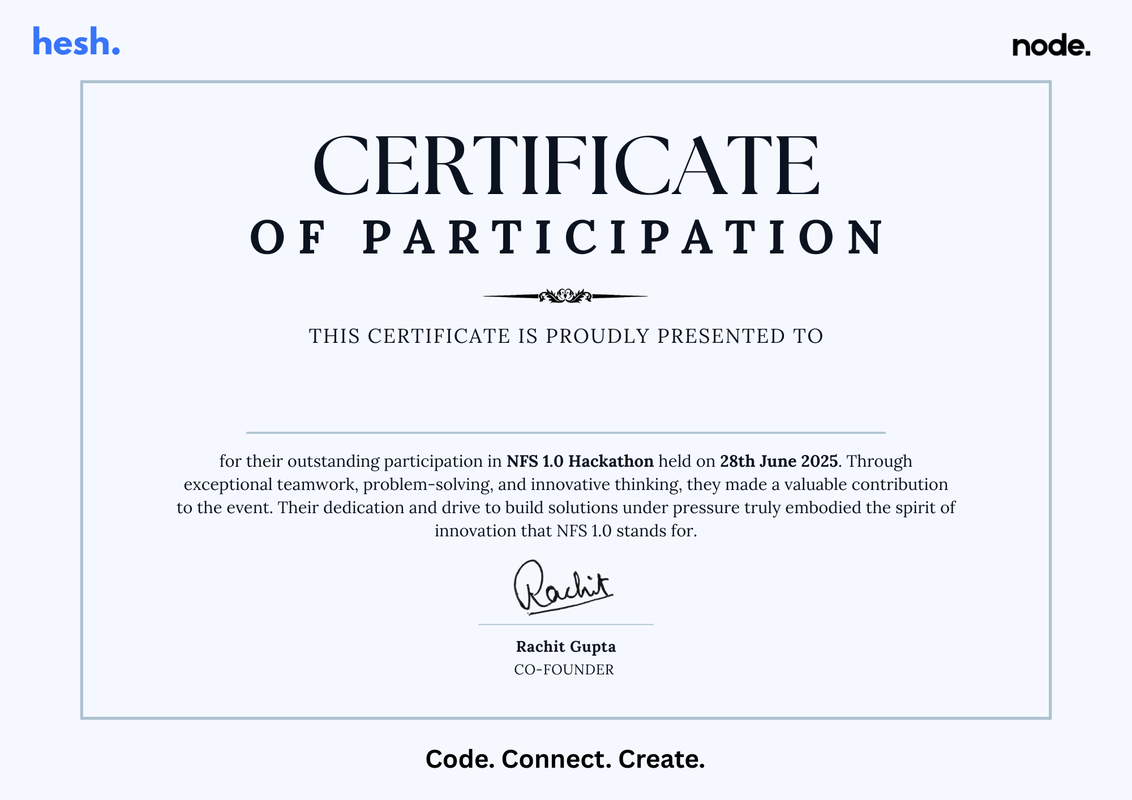 hesh.
node.
CERTIFICATE
OF PARTICIPATION
THIS CERTIFICATE IS PROUDLY PRESENTED TO
for their outstanding participation in NFS 1.0 Hackathon held on 28th June 2025. Through
exceptional teamwork, problem-solving, and innovative thinking, they made a valuable contribution
to the event. Their dedication and drive to build solutions under pressure truly embodied the spirit of
innovation that NFS 1.0 stands for.
Rachit
Rachit Gupta
CO-FOUNDER
Code. Connect. Create.